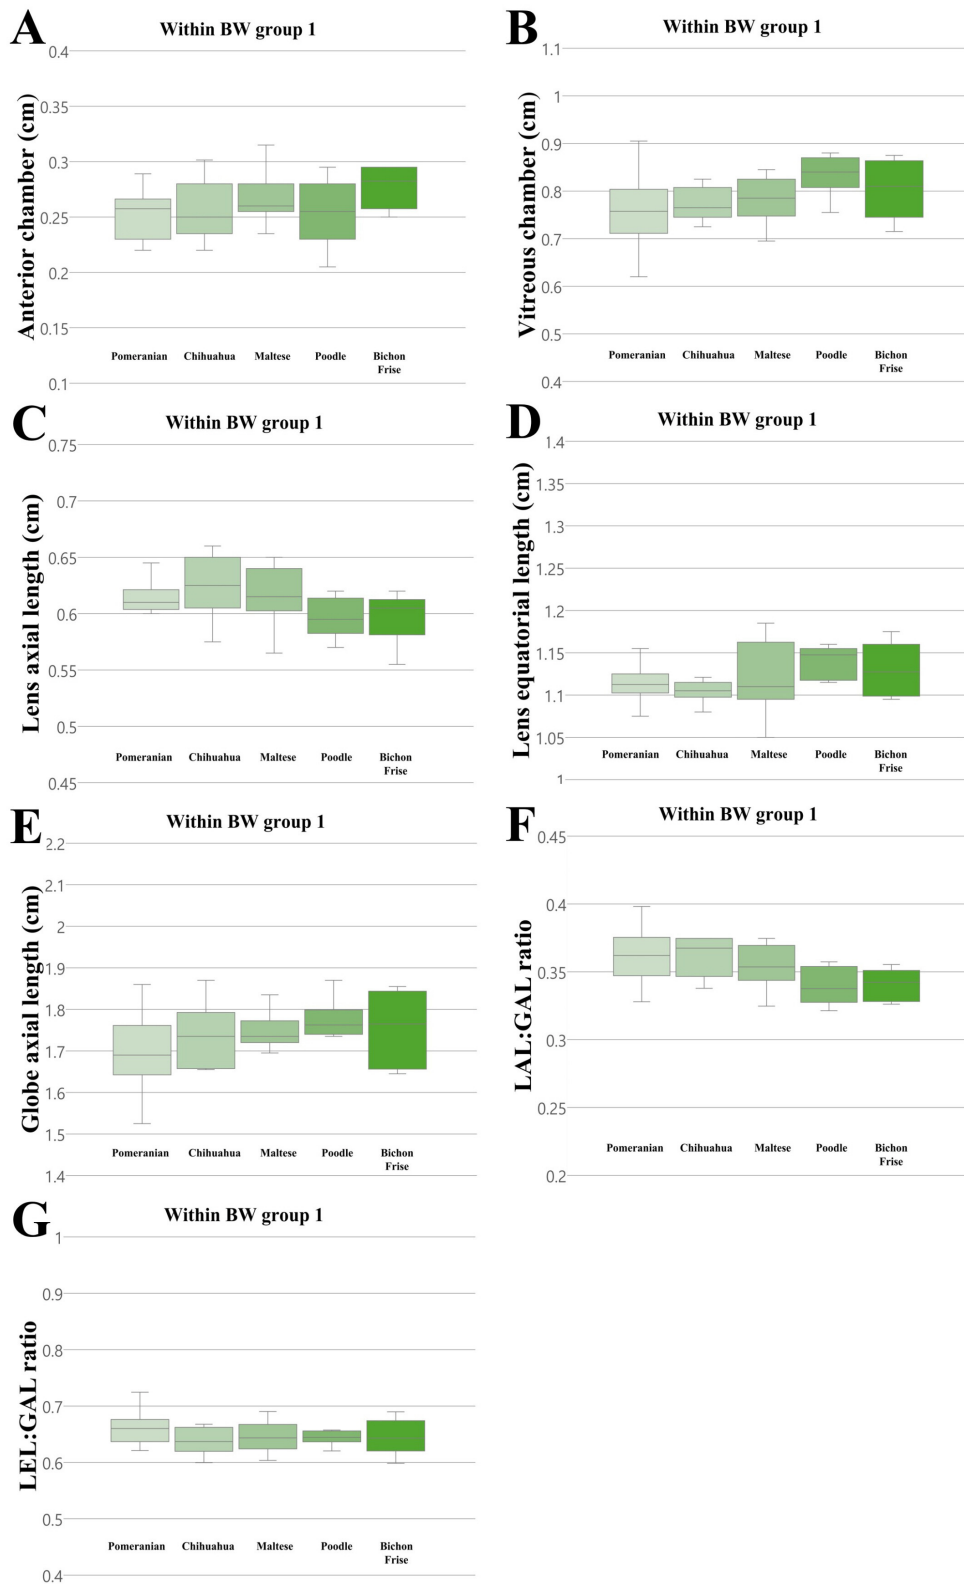 A
Within BW group 1
0.4
0.35
0.3
0.25
0.2
0.15
0.1
Anterior chamber (cm)
Pomeranian Chihuahua Maltese Poodle Bichon
Frise
B
Within BW group 1
1.1
1
0.9
0.8
0.7
0.6
0.5
0.4
Vitreous chamber (cm)
Pomeranian Chihuahua Maltese Poodle Bichon
Frise
C
Within BW group 1
0.75
0.7
0.65
0.6
0.55
0.5
0.45
Lens axial length (cm)
Pomeranian Chihuahua Maltese Poodle Bichon
Frise
D
Within BW group 1
1.4
1.35
1.3
1.25
1.2
1.15
1.1
1.05
1
Lens equatorial length (cm)
Pomeranian Chihuahua Maltese Poodle Bichon
Frise
E
Within BW group 1
2.2
2.1
2
1.9
1.8
1.7
1.6
1.5
1.4
Globe axial length (cm)
Pomeranian Chihuahua Maltese Poodle Bichon
Frise
F
Within BW group 1
0.45
0.4
0.35
0.3
0.25
0.2
LAL:GAL ratio
Pomeranian Chihuahua Maltese Poodle Bichon
Frise
G
Within BW group 1
1
0.9
0.8
0.7
0.6
0.5
0.4
LEL:GAL ratio
Pomeranian Chihuahua Maltese Poodle Bichon
Frise